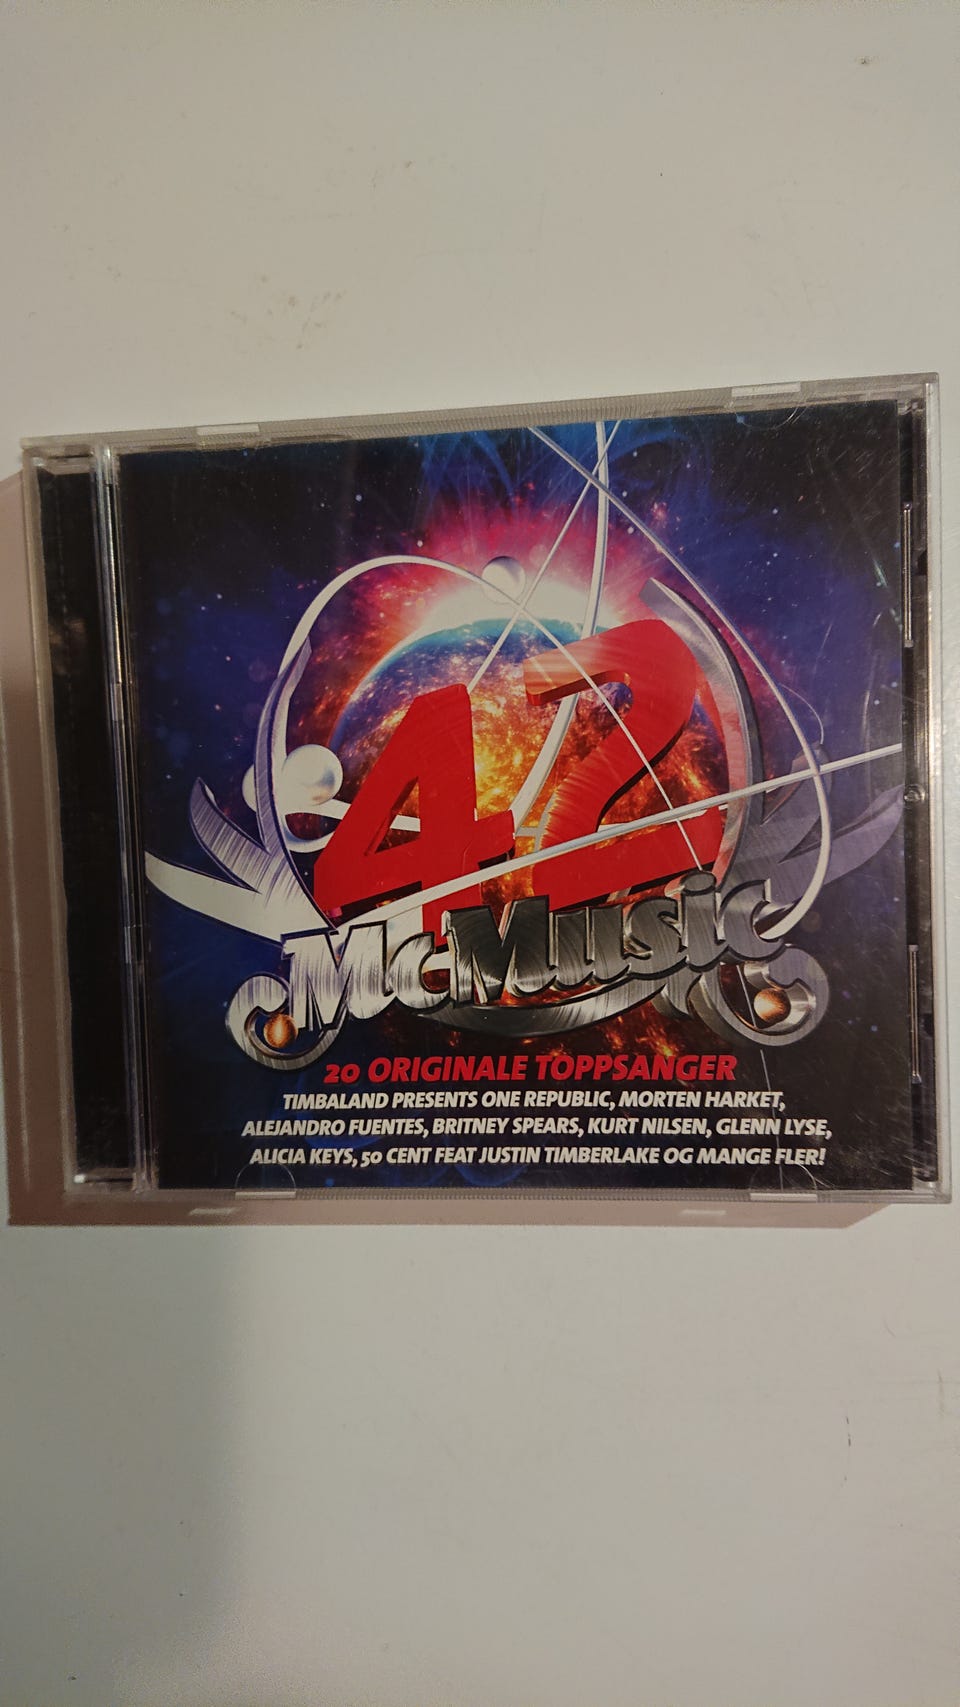 42
McMusic
20 ORIGINALE TOPPSANGER
TIMBALAND PRESENTS ONE REPUBLIC, MORTEN HARKET,
ALEJANDRO FUENTES, BRITNEY SPEARS, KURT NILSEN, GLENN LYSE,
ALICIA KEYS, 50 CENT FEAT JUSTIN TIMBERLAKE OG MANGE FLER!